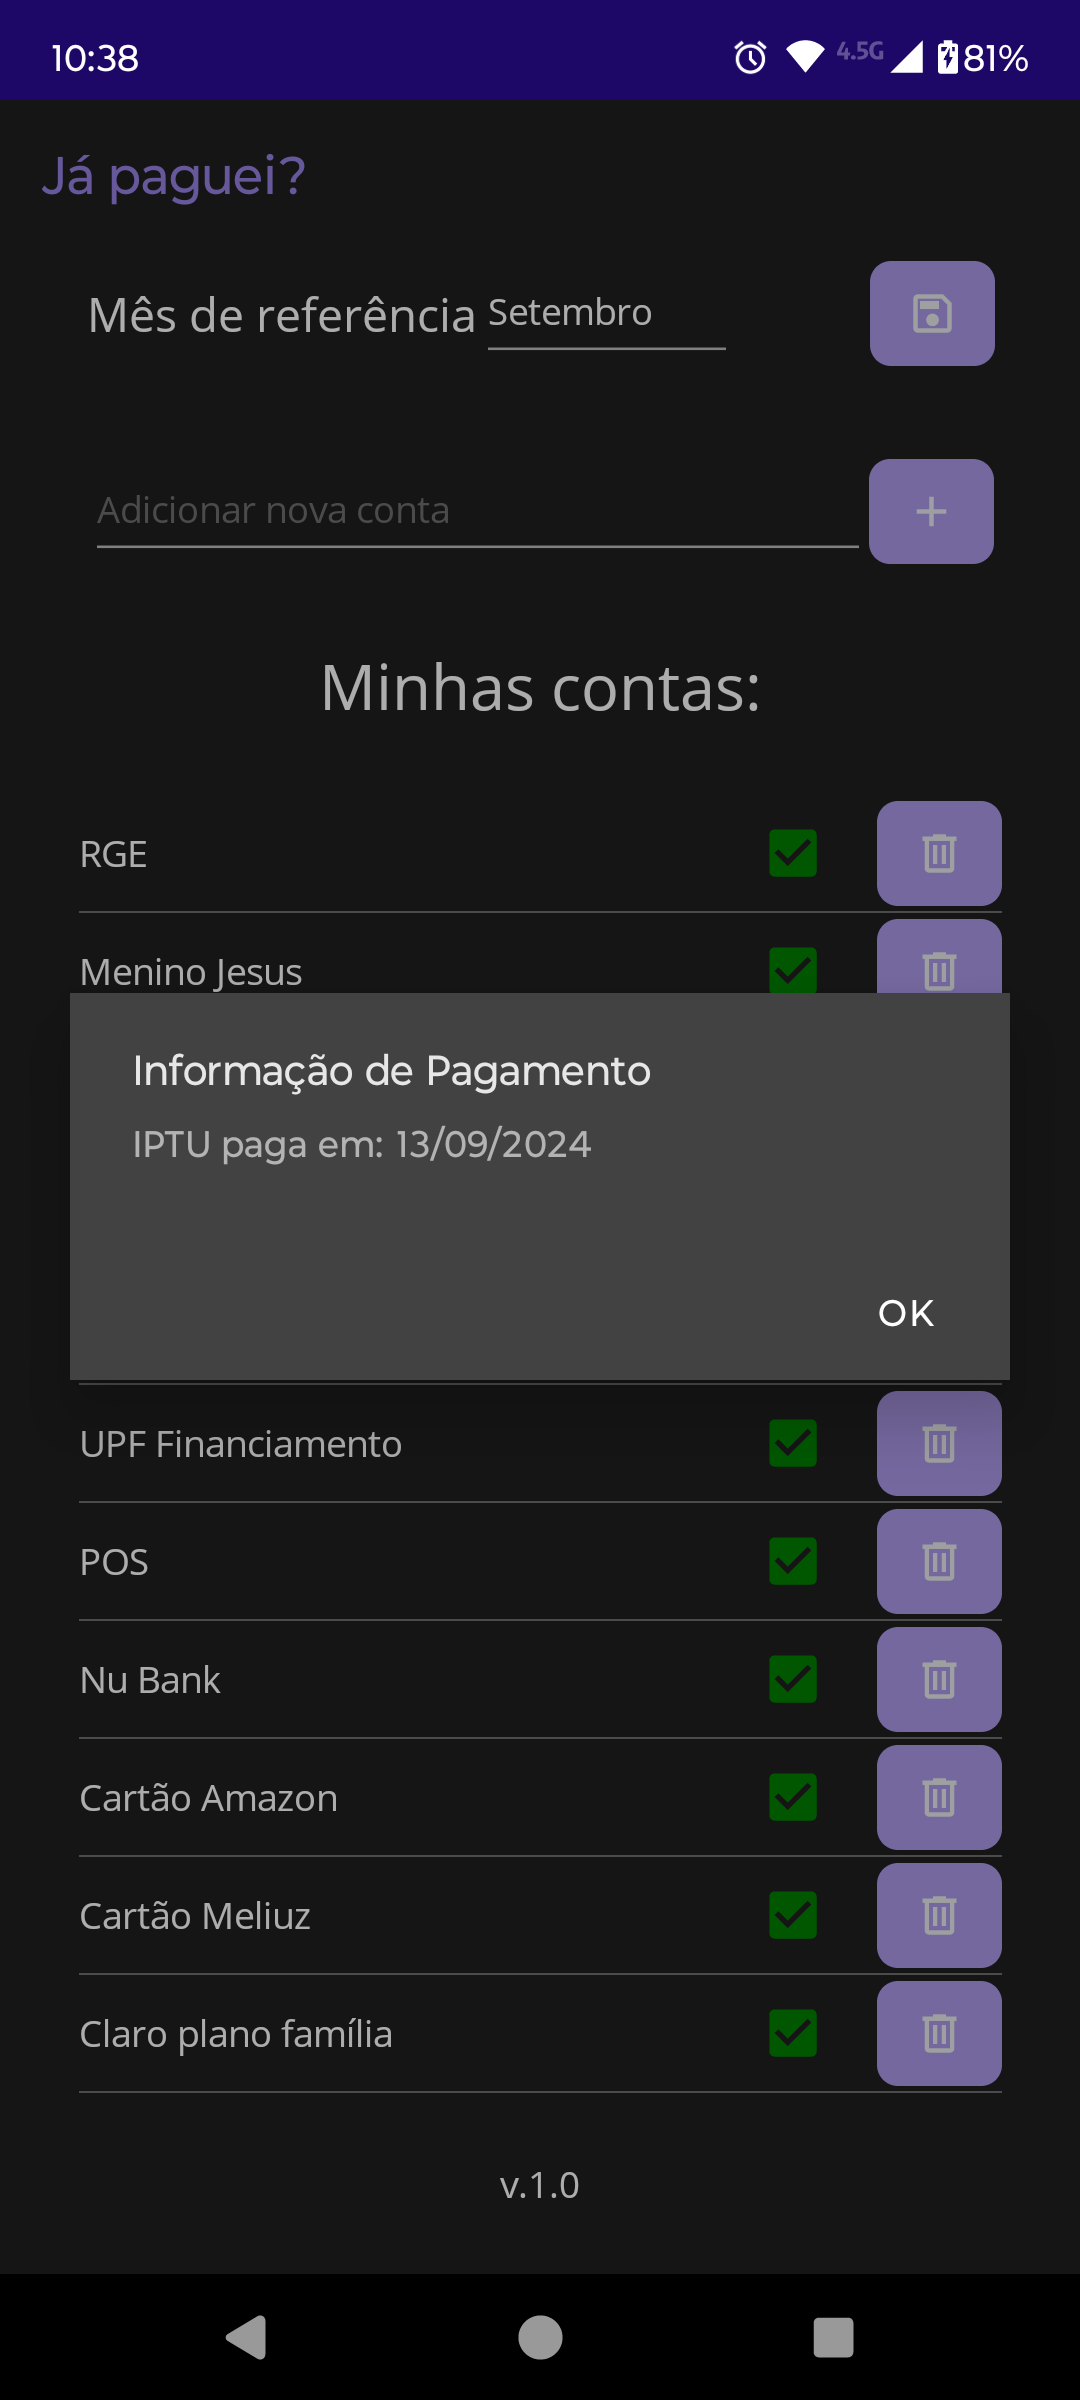 10:38
4.5G
81%
Já paguei?
Mês de referência Setembro
Adicionar nova conta
Minhas contas:
RGE
Menino Jesus
Informação de Pagamento
IPTU paga em: 13/09/2024
OK
UPF Financiamento
POS
Nu Bank
Cartão Amazon
Cartão Meliuz
Claro plano família
v.1.0